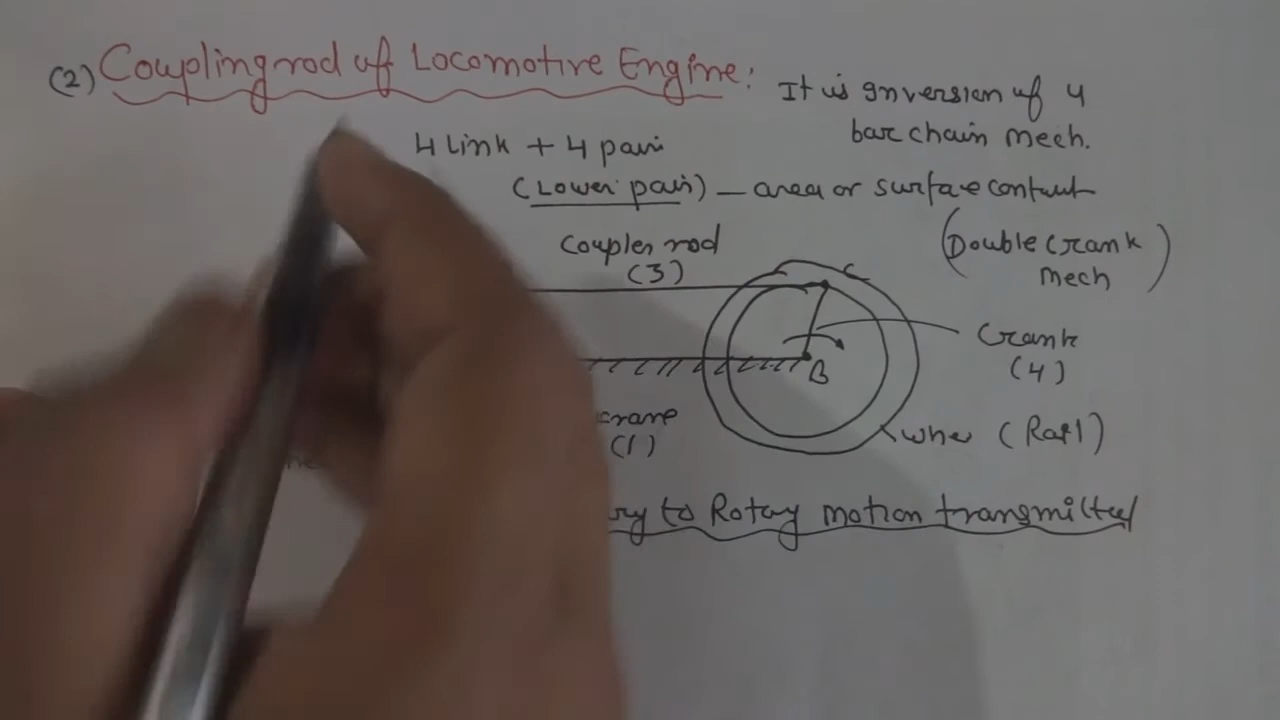 (2) Coupling rod of Locomotive Engine:
It is Inversion of 4
bar chain mech.
4 Link + 4 pair
(Lower pair) — area or surface contact
Coupler rod
(3)
C
(Double Crank
Mech)
Crank
(4)
B
(1)
Whe (Rail)
to Rotay motion transmitted